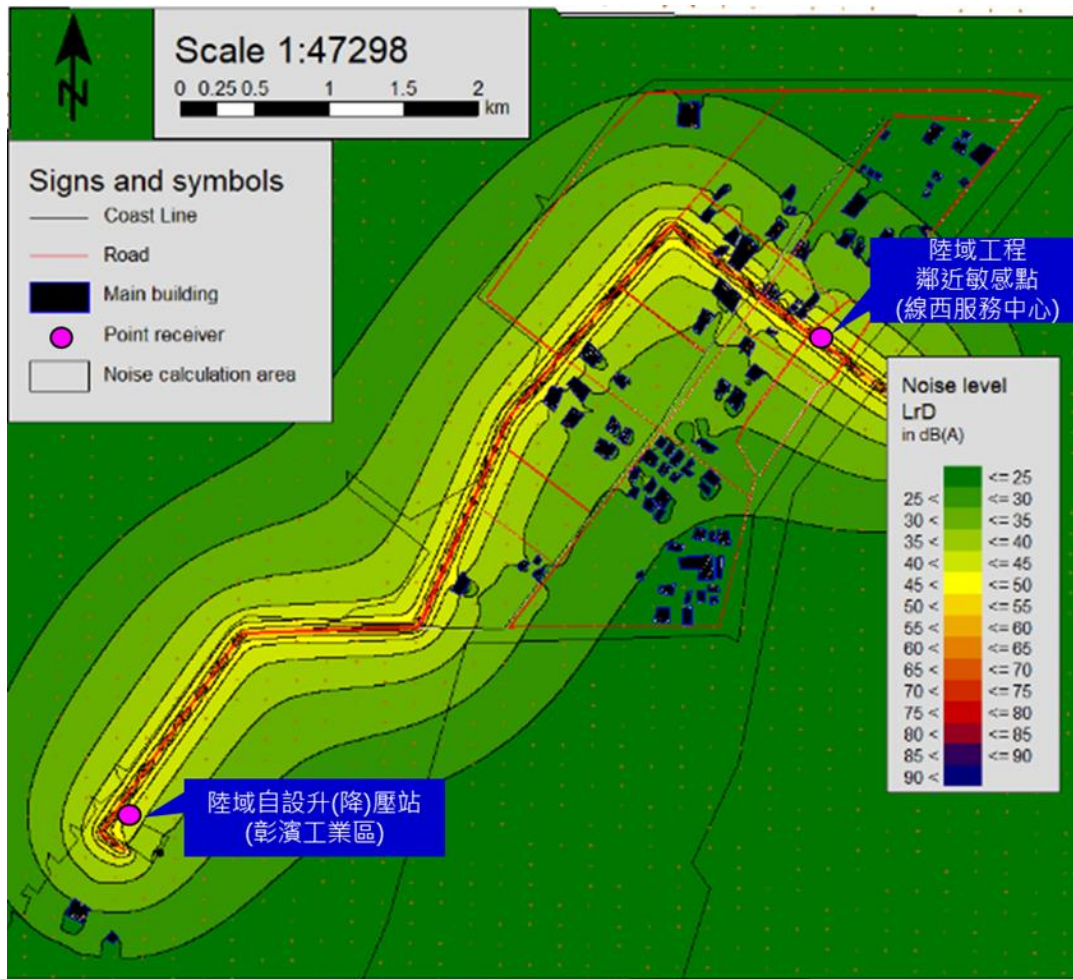 N
Scale 1:47298
0 0.25 0.5 1 1.5 2
km
Signs and symbols
Coast Line
Road
Main building
Point receiver
Noise calculation area
陸域工程
鄰近敏感點
(線西服務中心)
Noise level
LrD
in dB(A)
<= 25
25 < <= 30
30 < <= 35
35 < <= 40
40 < <= 45
45 < <= 50
50 < <= 55
55 < <= 60
60 < <= 65
65 < <= 70
70 < <= 75
75 < <= 80
80 < <= 85
85 < <= 90
90 <
陸域自設升(降)壓站
(彰濱工業區)